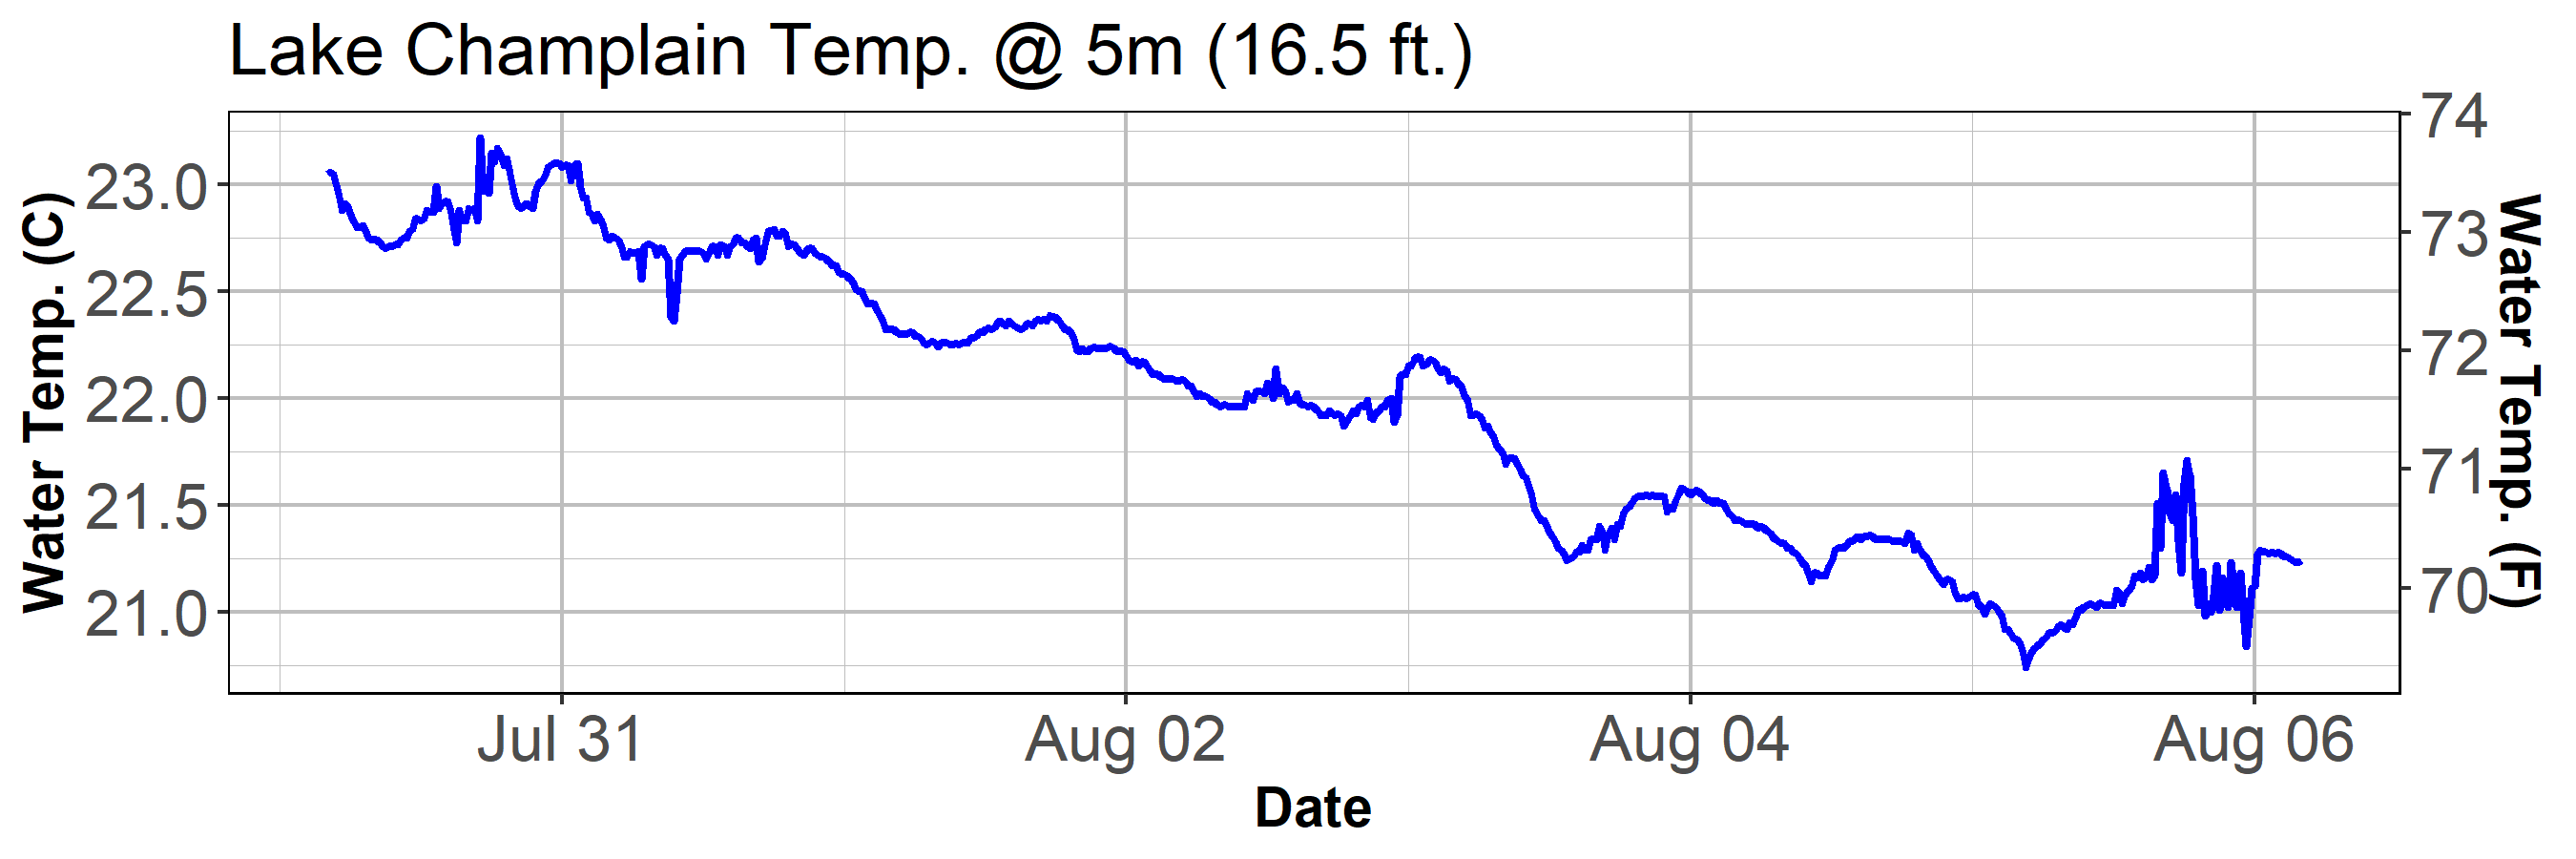 Lake Champlain Temp. @ 5m (16.5 ft.)
Water Temp. (C)
23.0
22.5
22.0
21.5
21.0
74
73
72
71
70
Water Temp. (F)
Jul 31 Aug 02 Aug 04 Aug 06
Date